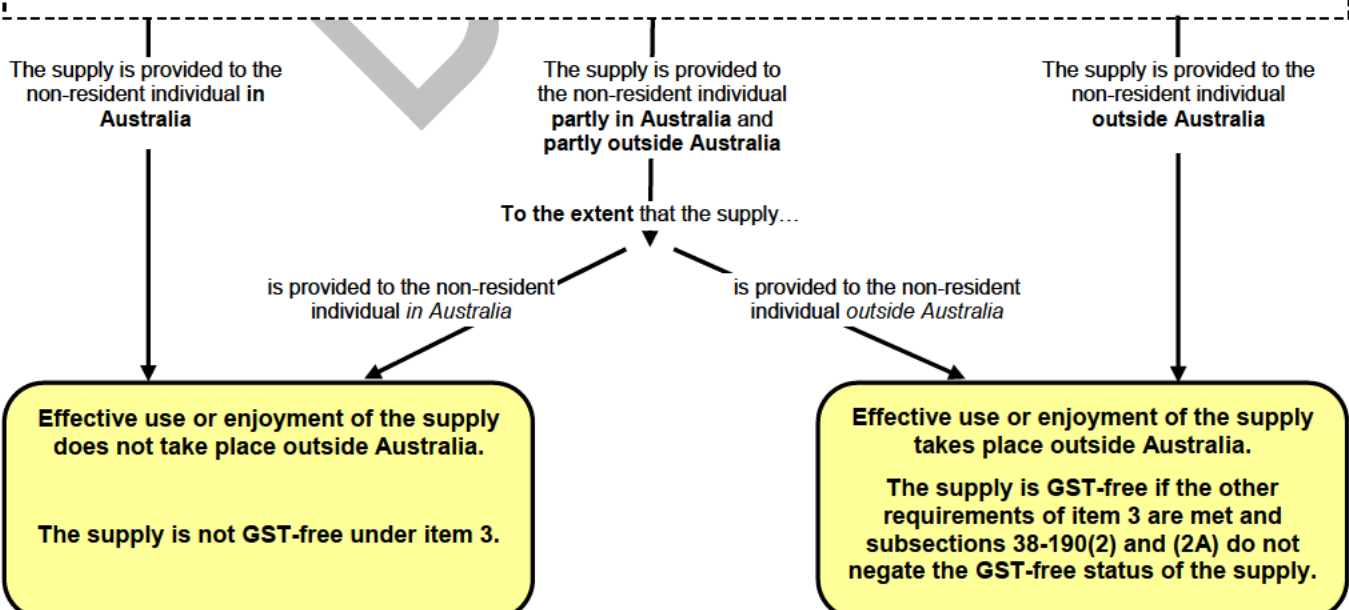 The supply is provided to the
non-resident individual in
Australia
The supply is provided to
the non-resident individual
partly in Australia and
partly outside Australia
The supply is provided to the
non-resident individual
outside Australia
To the extent that the supply…
is provided to the non-resident
individual in Australia
is provided to the non-resident
individual outside Australia
Effective use or enjoyment of the supply
does not take place outside Australia.
The supply is not GST-free under item 3.
Effective use or enjoyment of the supply
takes place outside Australia.
The supply is GST-free if the other
requirements of item 3 are met and
subsections 38-190(2) and (2A) do not
negate the GST-free status of the supply.